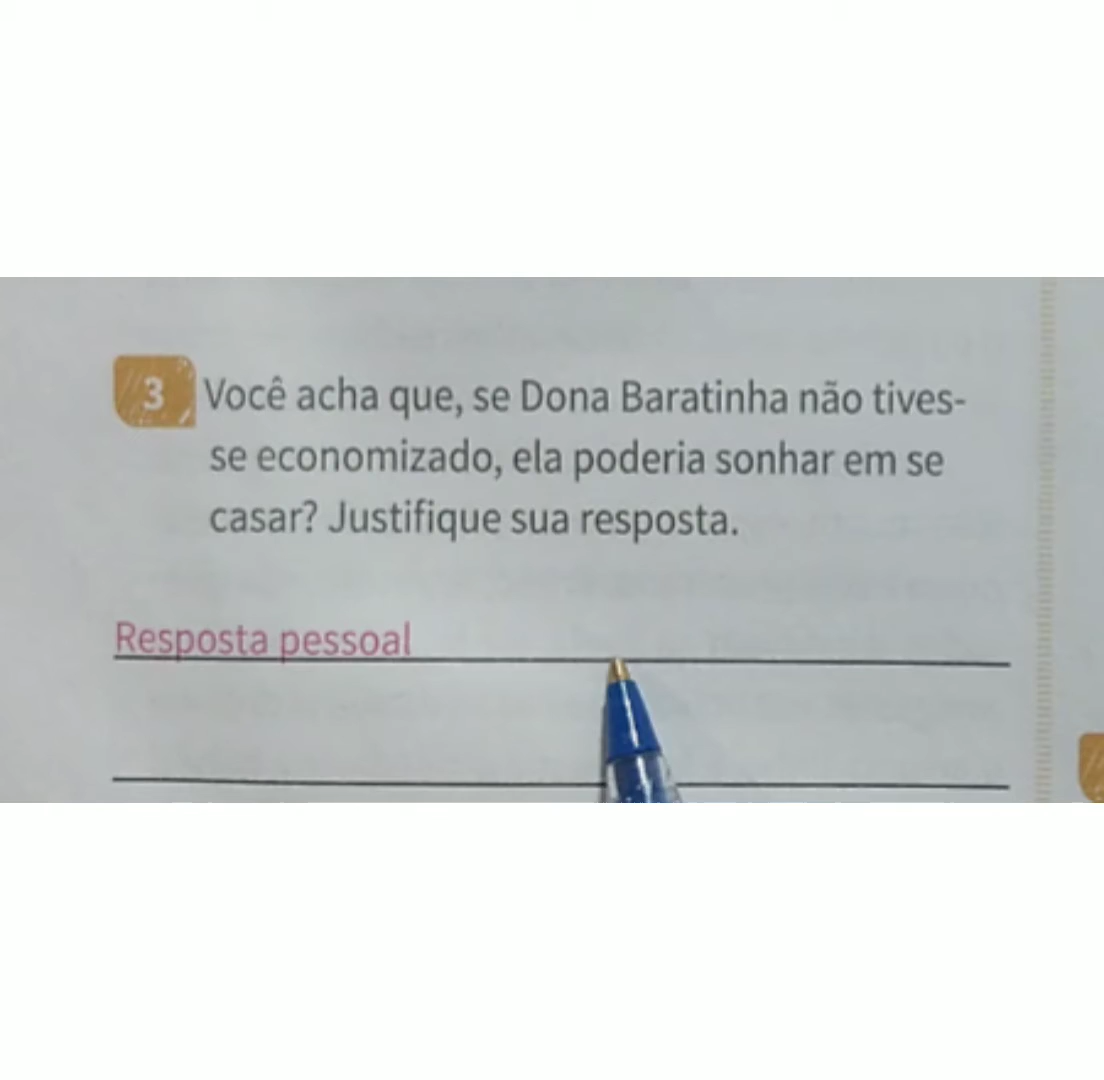 3 Você acha que, se Dona Baratinha não tives-
se economizado, ela poderia sonhar em se
casar? Justifique sua resposta.
Resposta pessoal